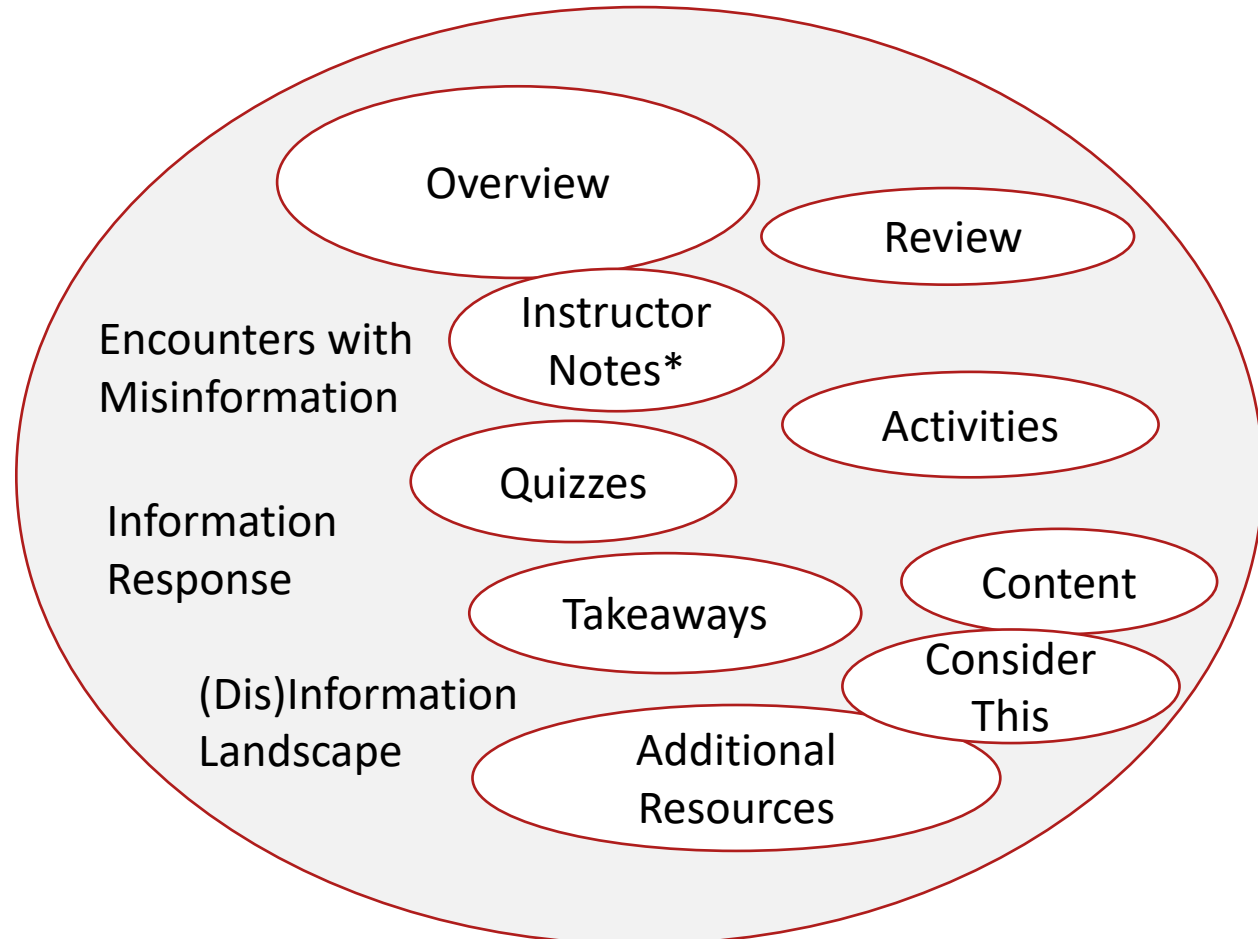 Overview
Review
Instructor
Notes*
Encounters with
Misinformation
Activities
Quizzes
Information
Response
Content
Takeaways
Consider
This
(Dis)Information
Landscape
Additional
Resources